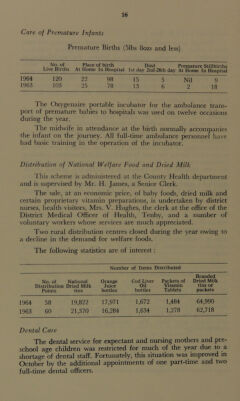 16
Care of Premature Infants
Premature Births (5lbs 8ozs and less)
No. of Place of birth Died Premature Stillbirths
Live Births At Home In Hospital 1st day 2nd-28th day At Home In Hospital
1964 120 22 98 15 5 Nil 9
1963 103 25 78 13 6 2 18
The Oxygenaire portable incubator for the ambulance trans-
port of premature babies to hospital was used on twelve occasions
during the year.
The midwife in attendance at the birth normally accompanies
the infant on the journey. All full-time ambulance personnel have
had basic training in the operation of the incubator.
Distribution of National Welfare Food and Dried Milk
This scheme is administered at the County Health department
and is supervised by Mr. H. James, a Senior Clerk.
The sale, at an economic price, of baby foods, dried milk and
certain proprietary vitamin preparations, is undertaken by district
nurses, health visitors, Mrs. V. Hughes, the clerk at the office of the
District Medical Officer of Health, Tenby, and a number of
voluntary workers whose services are much appreciated.
Two rural distribution centres closed during the year owing to
a decline in the demand for welfare foods.
The following statistics are of interest:
Number of Items Distributed
Branded
No. of National Orange Cod Liver Packets of Dried Milk
Distribution Dried Milk Juice Oil Vitamin tins or
Points tins bottles bottles Tablets packets
1964 58 19,822 17,971 1,672 1,484 64,990
1963 60 21,370 16,284 1,634 1,278 62,718
Dental Care
The dental service for expectant and nursing mothers and pre-
school age children was restricted for much of the year due to a
shortage of dental staff. Fortunately, this situation was improved in
October by the additional appointments of one part-time and two
full-time dental officers.